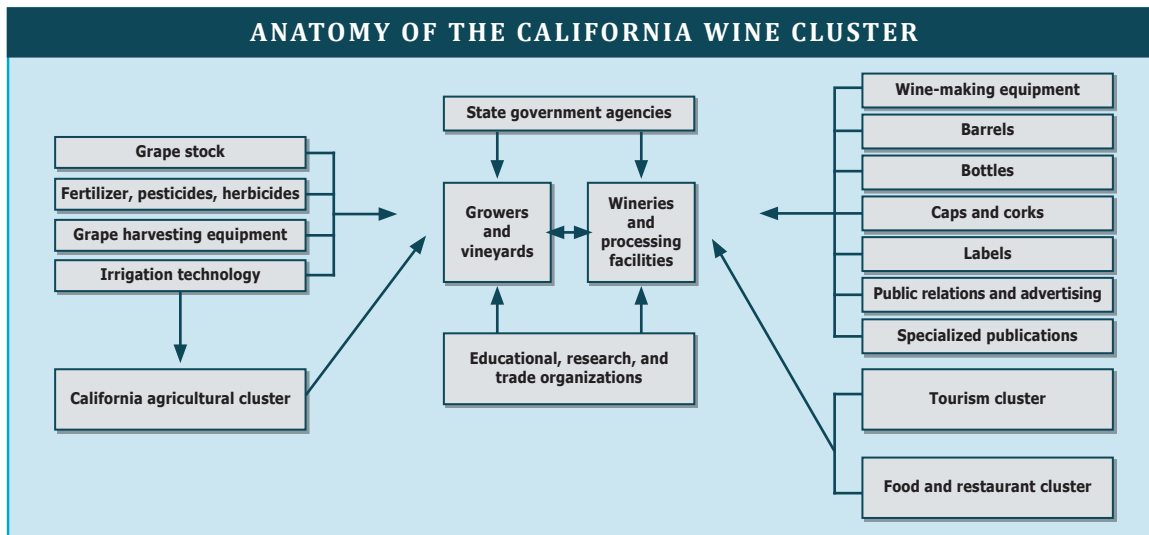 ANATOMY OF THE CALIFORNIA WINE CLUSTER
Grape stock
Fertilizer, pesticides, herbicides
Grape harvesting equipment
Irrigation technology
California agricultural cluster
State government agencies
Growers
and
vineyards
Wineries
and
processing
facilities
Educational, research, and
trade organizations
Wine-making equipment
Barrels
Bottles
Caps and corks
Labels
Public relations and advertising
Specialized publications
Tourism cluster
Food and restaurant cluster